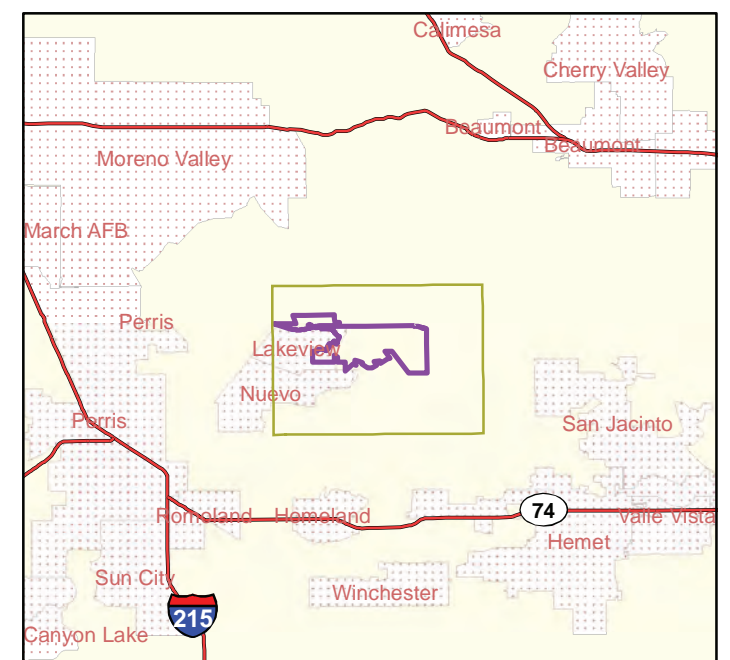 Calimesa
Cherry Valley
Beaumont
Beaumont
Moreno Valley
March AFB
Perris
Lakeview
Nuevo
Perris
San Jacinto
Romoland
Homeland
74
Valle Vista
Hemet
Sun City
Winchester
215
Canyon Lake